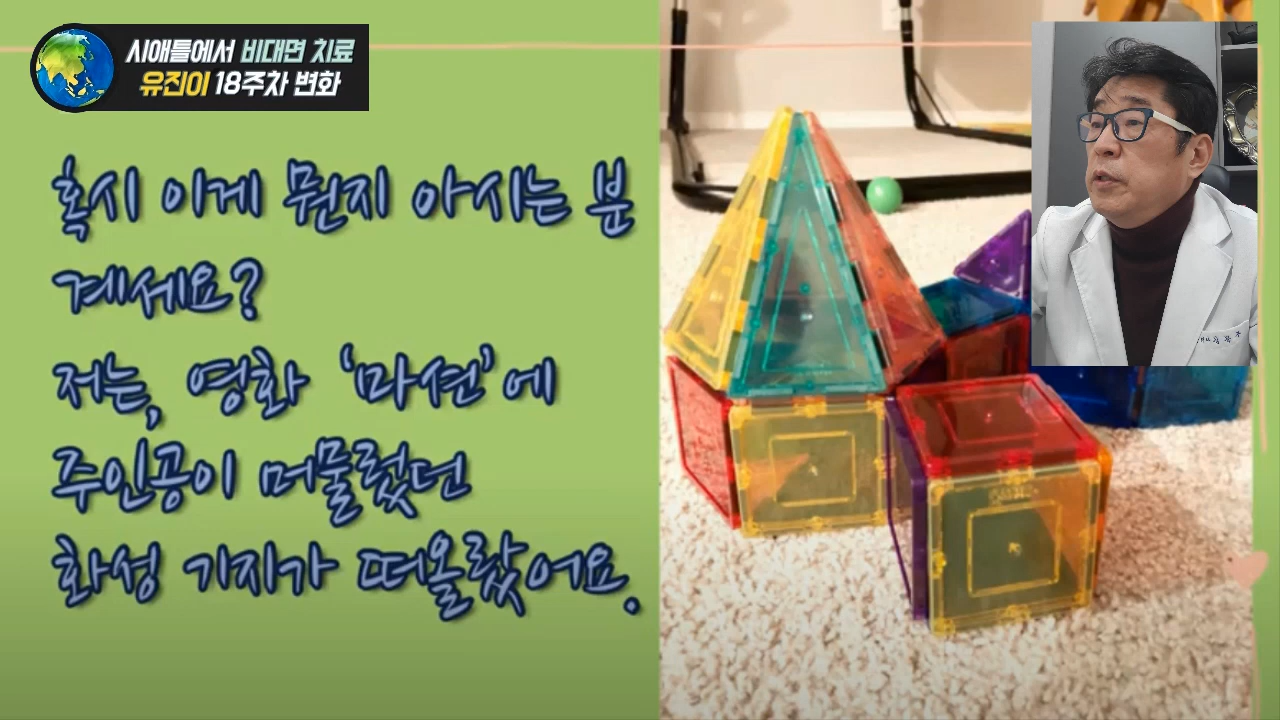 시애틀에서 비대면 치료
유진이 18주차 변화
혹시 이게 뭔지 아시는 분
계세요?
저는, 영화 ‘마션’에
주인공이 머물렀던
화성 기지가 떠올랐어요.